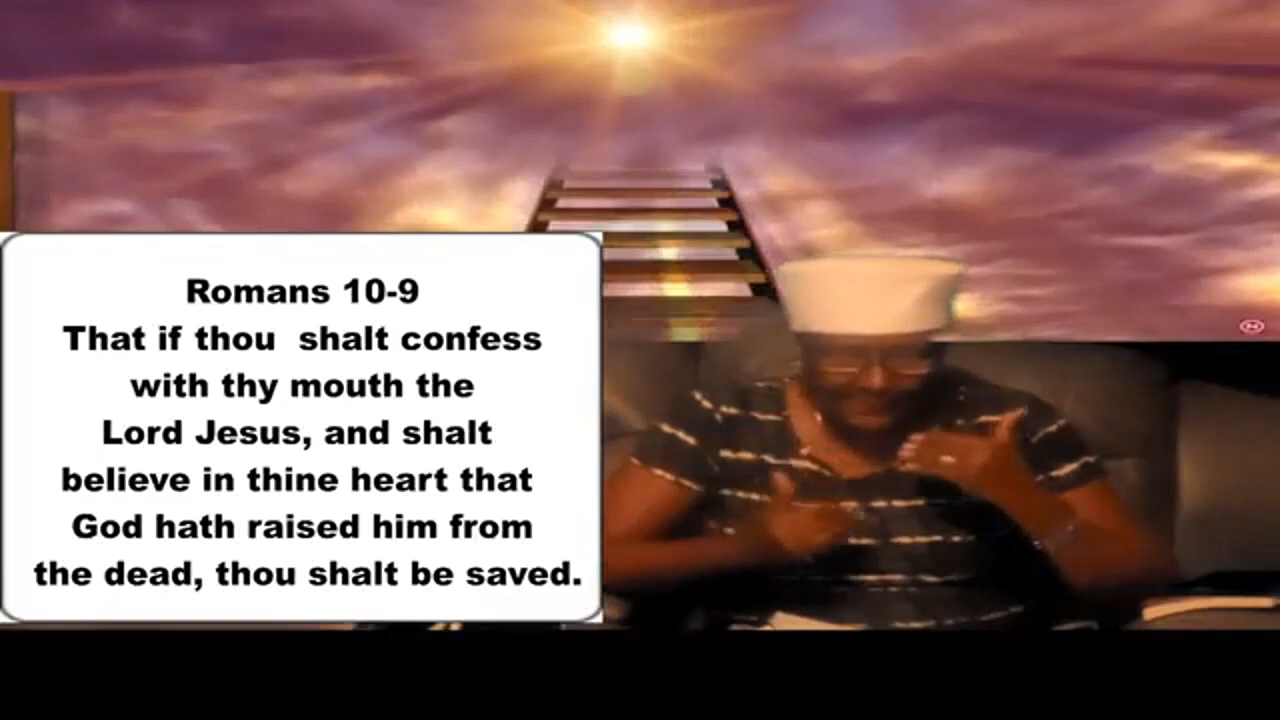 Romans 10-9
That if thou  shalt confess
with thy mouth the
Lord Jesus, and shalt
believe in thine heart that
God hath raised him from
the dead, thou shalt be saved.